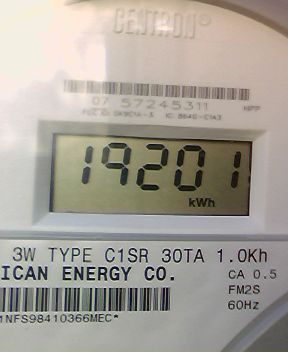 CENTRON®
07 57245311
19201
kWh
3W TYPE C1SR 30TA 1.0Kh
ICAN ENERGY CO.
CA 0.5
FM2S
60Hz
1NFS98410366MEC*